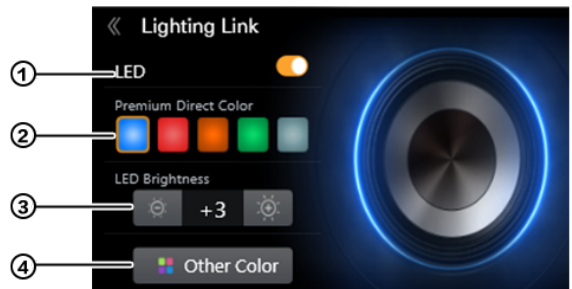 Lighting Link
① LED
Premium Direct Color
②
LED Brightness
③ +3
④ Other Color